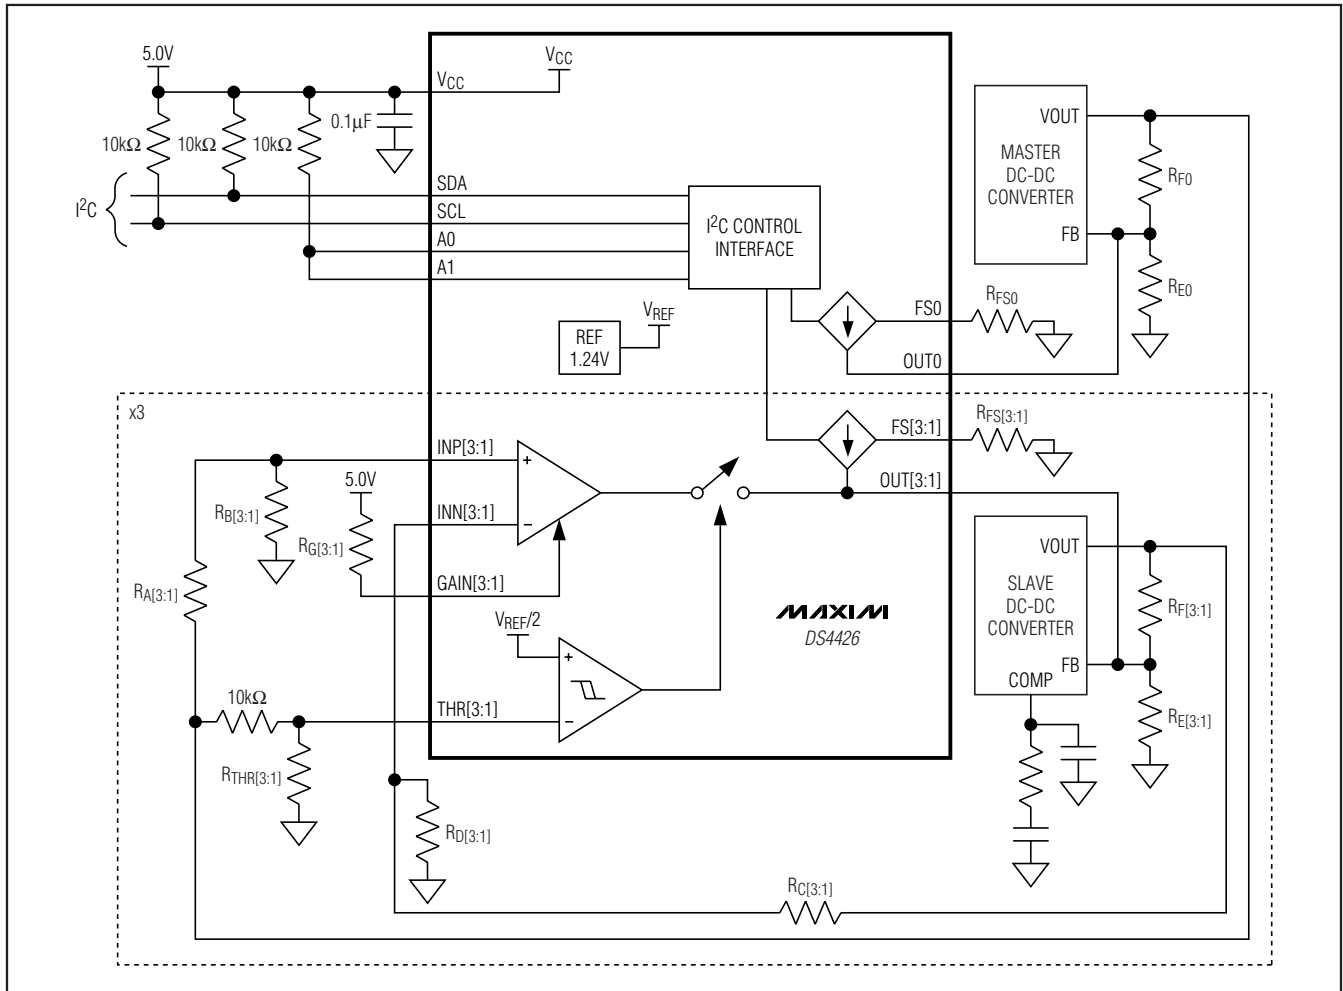 5.0V
VCC
VCC
10kΩ
10kΩ
10kΩ
0.1µF
I²C
SDA
SCL
A0
A1
I²C CONTROL
INTERFACE
REF
1.24V
VREF
FS0
RFS0
OUT0
MASTER
DC-DC
CONVERTER
VOUT
FB
RF0
RE0
x3
INP[3:1]
INN[3:1]
GAIN[3:1]
THR[3:1]
5.0V
RB[3:1]
RG[3:1]
RA[3:1]
10kΩ
RTHR[3:1]
RD[3:1]
RC[3:1]
+
−
VREF/2
+
−
FS[3:1]
RFS[3:1]
OUT[3:1]
MAXIM
DS4426
SLAVE
DC-DC
CONVERTER
VOUT
FB
COMP
RF[3:1]
RE[3:1]